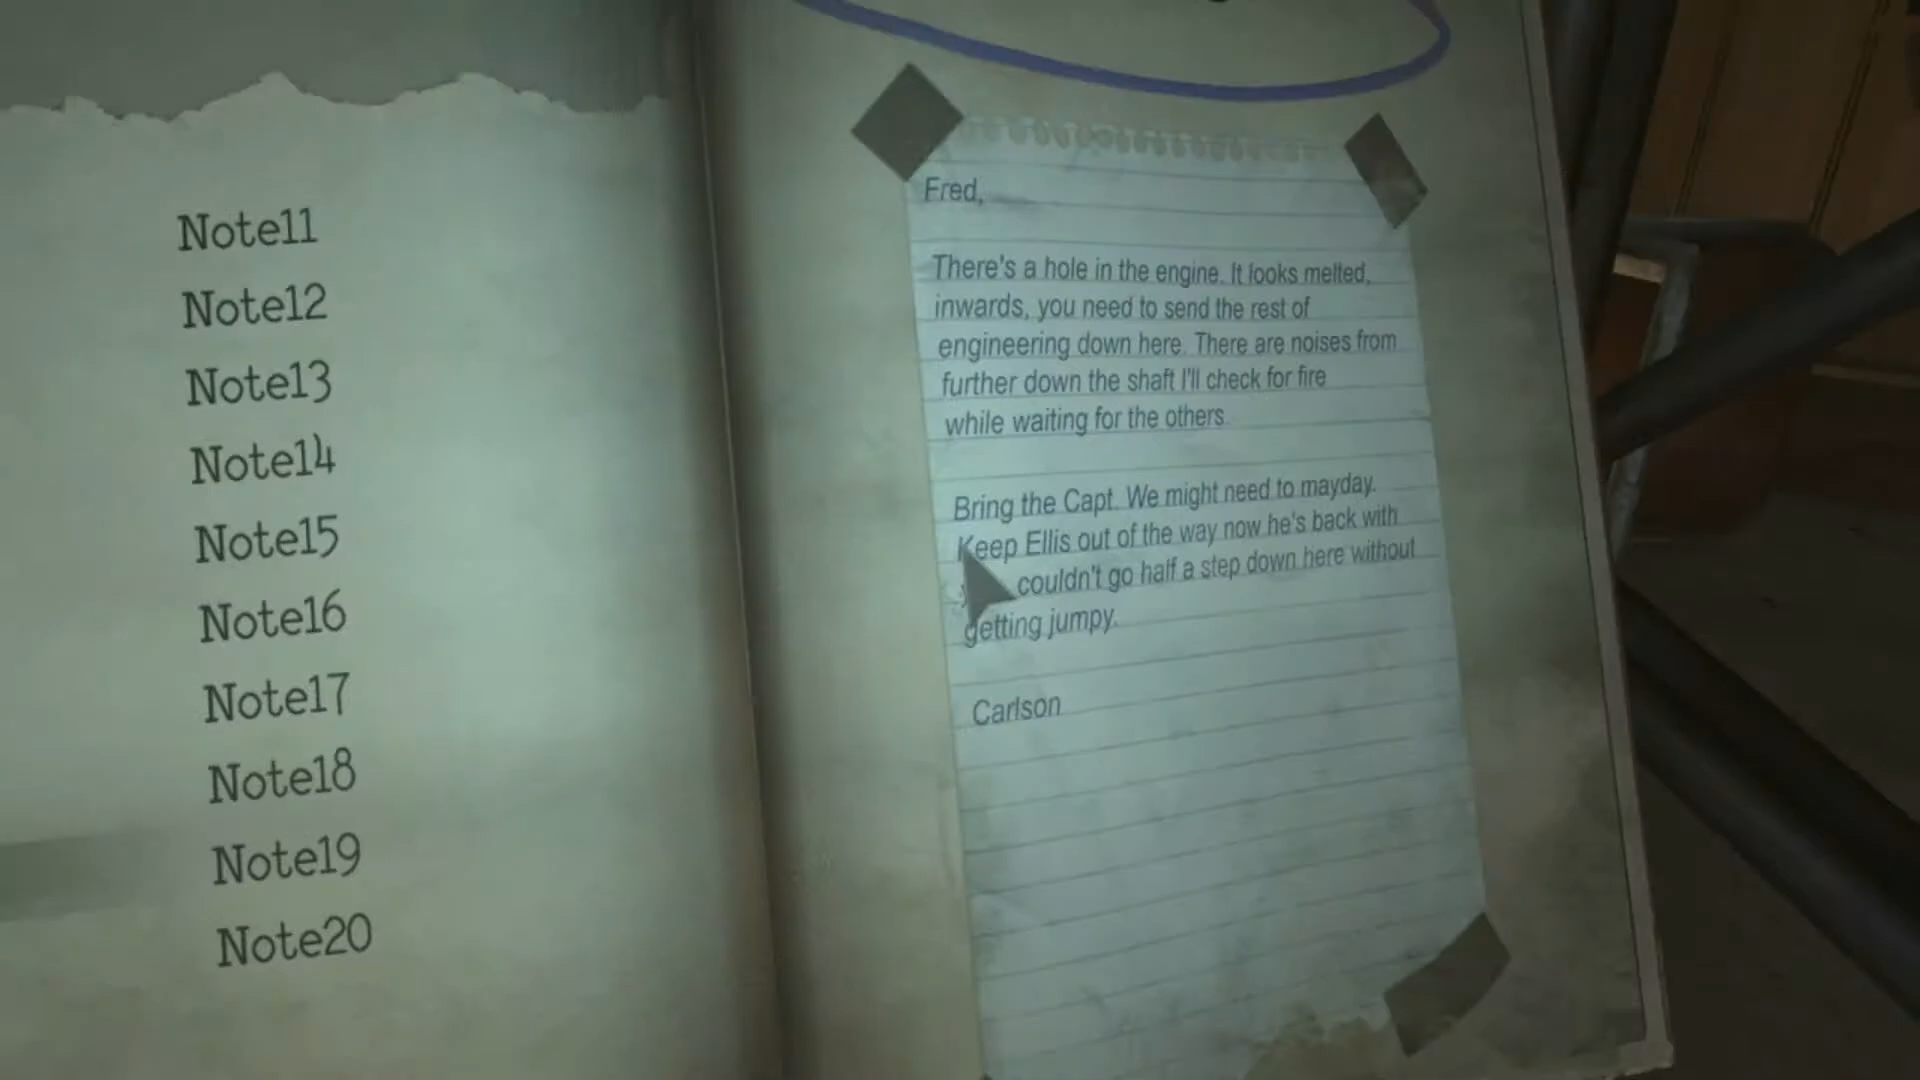 Note11
Note12
Note13
Note14
Note15
Note16
Note17
Note18
Note19
Note20
Fred,
There's a hole in the engine. It looks melted,
inwards, you need to send the rest of
engineering down here. There are noises from
further down the shaft I'll check for fire
while waiting for the others.
Bring the Capt. We might need to mayday.
Keep Ellis out of the way now he's back with
couldn't go half a step down here without
getting jumpy.
Carlson